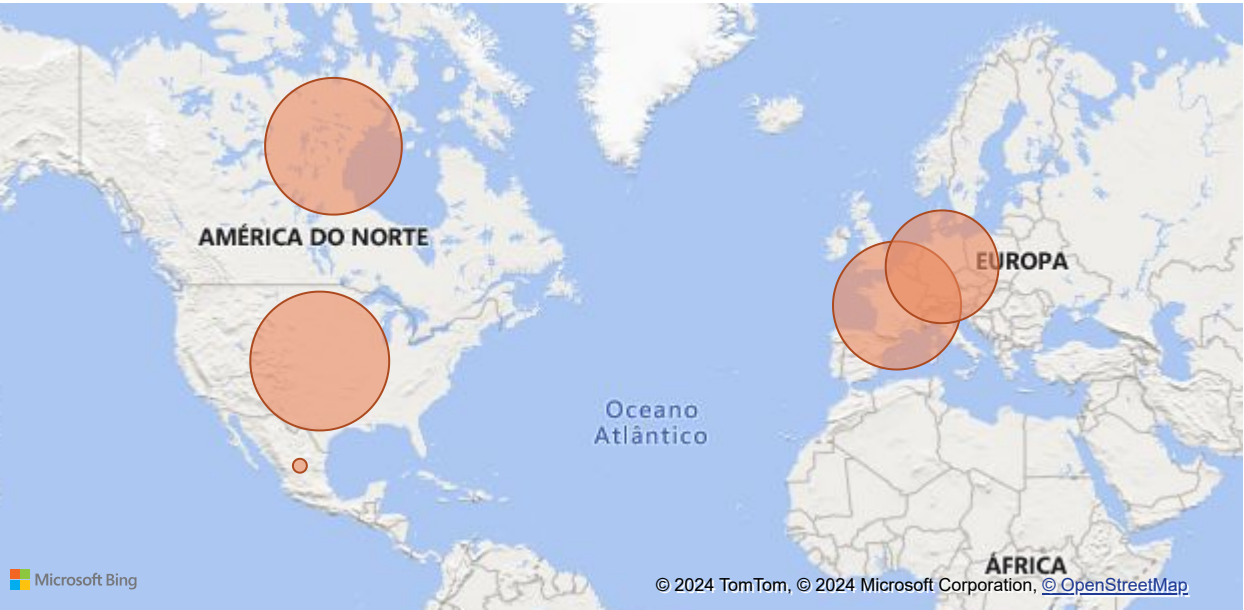 AMÉRICA DO NORTE
EUROPA
Oceano
Atlântico
ÁFRICA
Microsoft Bing
© 2024 TomTom, © 2024 Microsoft Corporation, © OpenStreetMap